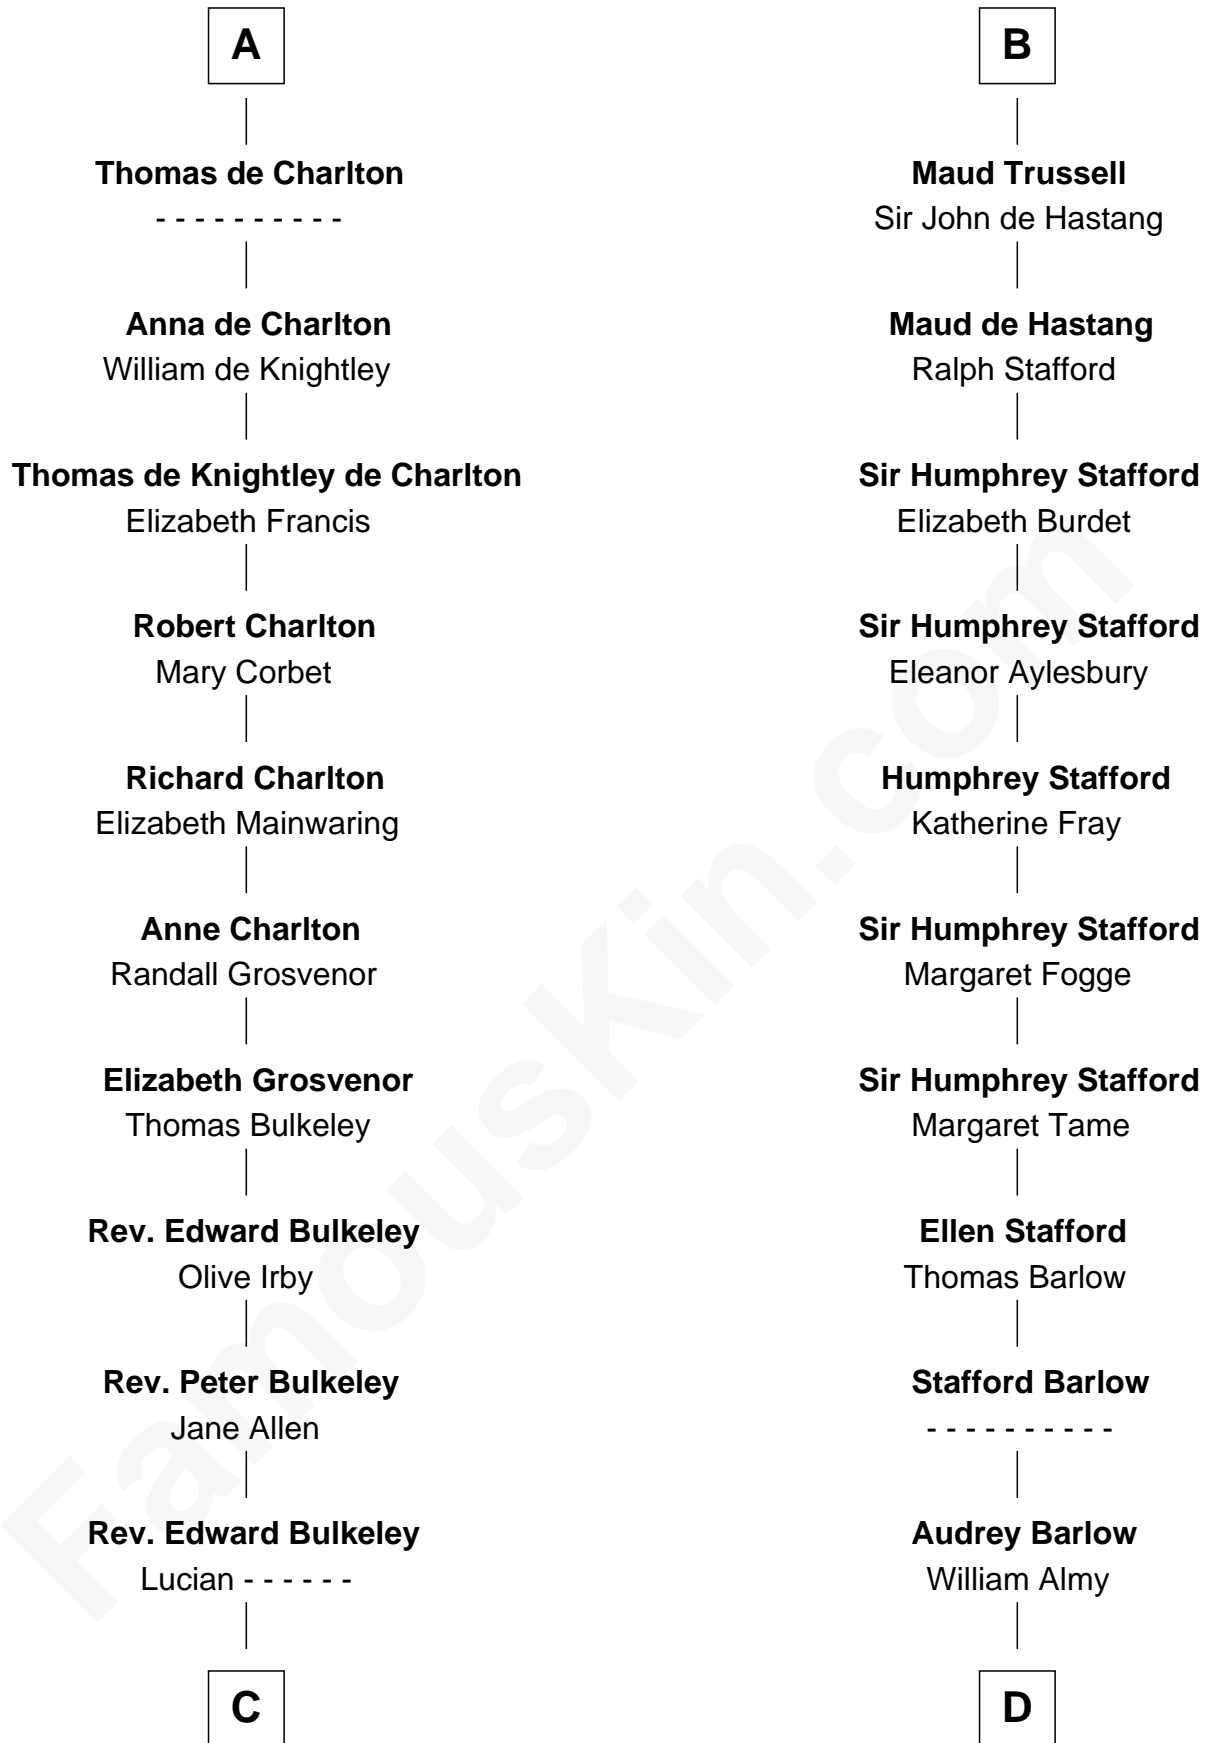 A
Thomas de Charlton
- - - - - - - - - -
Anna de Charlton
William de Knightley
Thomas de Knightley de Charlton
Elizabeth Francis
Robert Charlton
Mary Corbet
Richard Charlton
Elizabeth Mainwaring
Anne Charlton
Randall Grosvenor
Elizabeth Grosvenor
Thomas Bulkeley
Rev. Edward Bulkeley
Olive Irby
Rev. Peter Bulkeley
Jane Allen
Rev. Edward Bulkeley
Lucian - - - - - -
C
B
Maud Trussell
Sir John de Hastang
Maud de Hastang
Ralph Stafford
Sir Humphrey Stafford
Elizabeth Burdet
Sir Humphrey Stafford
Eleanor Aylesbury
Humphrey Stafford
Katherine Fray
Sir Humphrey Stafford
Margaret Fogge
Sir Humphrey Stafford
Margaret Tame
Ellen Stafford
Thomas Barlow
Stafford Barlow
- - - - - - - - - -
Audrey Barlow
William Almy
D
FamousKin.com